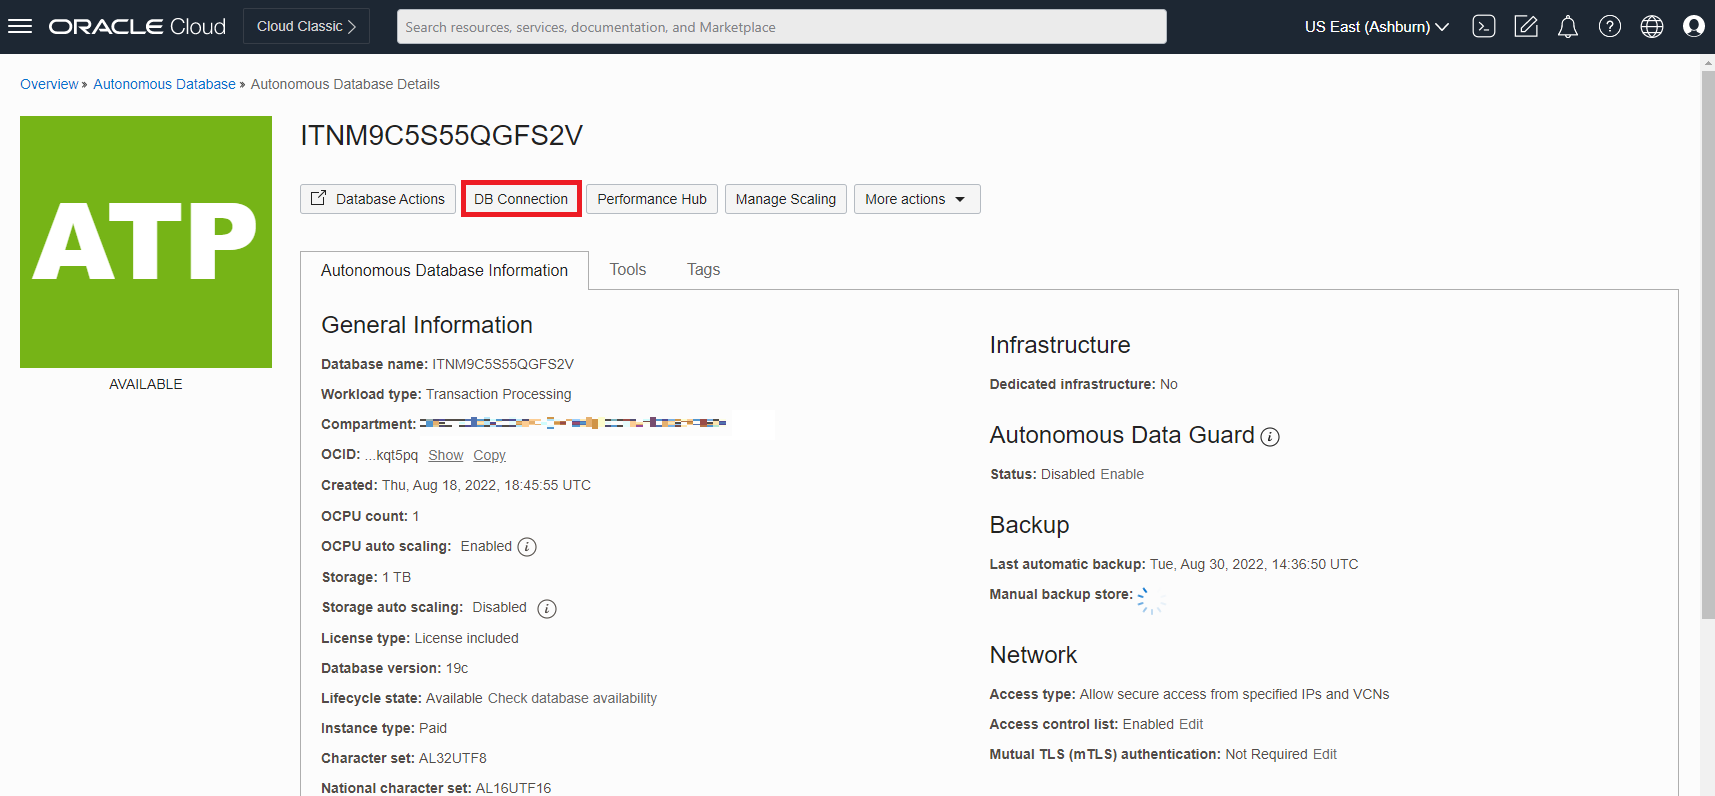 ORACLE Cloud
Cloud Classic
Search resources, services, documentation, and Marketplace
US East (Ashburn)
Overview » Autonomous Database » Autonomous Database Details
ATP
AVAILABLE
ITNM9C5S55QGFS2V
Database Actions
DB Connection
Performance Hub
Manage Scaling
More actions
Autonomous Database Information
Tools
Tags
General Information
Database name: ITNM9C5S55QGFS2V
Workload type: Transaction Processing
Compartment:
OCID: ...kqt5pq Show Copy
Created: Thu, Aug 18, 2022, 18:45:55 UTC
OCPU count: 1
OCPU auto scaling: Enabled
Storage: 1 TB
Storage auto scaling: Disabled
License type: License included
Database version: 19c
Lifecycle state: Available Check database availability
Instance type: Paid
Character set: AL32UTF8
National character set: AL16UTF16
Infrastructure
Dedicated infrastructure: No
Autonomous Data Guard
Status: Disabled Enable
Backup
Last automatic backup: Tue, Aug 30, 2022, 14:36:50 UTC
Manual backup store:
Network
Access type: Allow secure access from specified IPs and VCNs
Access control list: Enabled Edit
Mutual TLS (mTLS) authentication: Not Required Edit